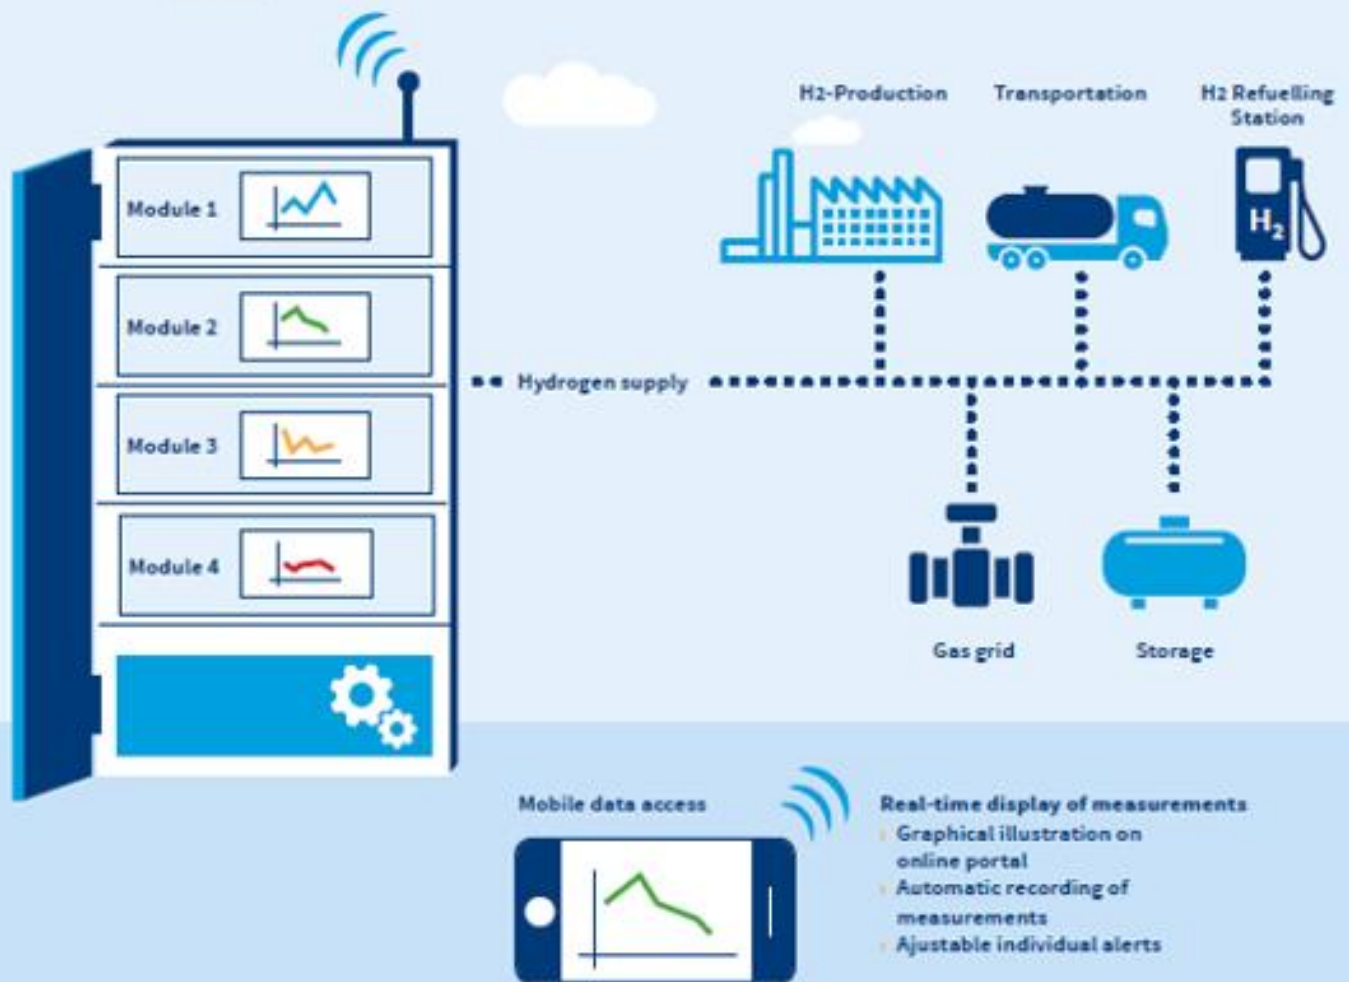 H2-Production
Transportation
H2 Refuelling
Station
Module 1
H2
Module 2
Hydrogen supply
Module 3
Module 4
Gas grid
Storage
Mobile data access
Real-time display of measurements
Graphical illustration on
online portal
Automatic recording of
measurements
Ajustable individual alerts